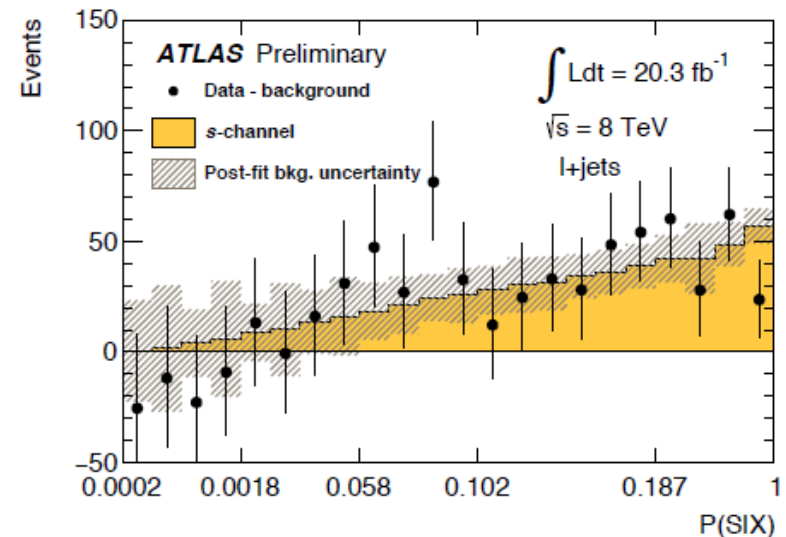 Events
150
100
50
0
−50
ATLAS Preliminary
Data - background
s-channel
Post-fit bkg. uncertainty
∫ Ldt = 20.3 fb⁻¹
√s = 8 TeV
l+jets
0.0002 0.0018 0.058 0.102 0.187 1
P(SIX)